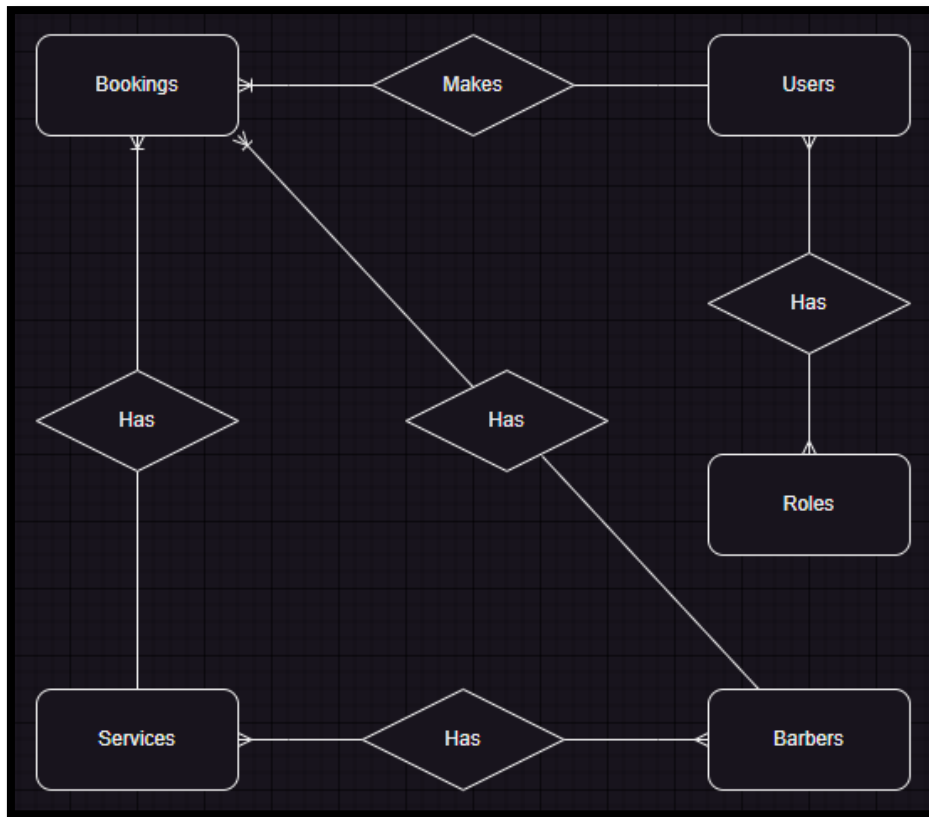 Bookings
Makes
Users
Has
Has
Has
Roles
Services
Has
Barbers